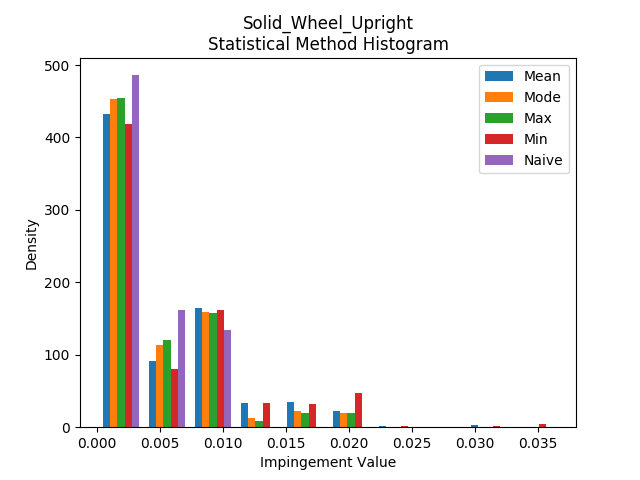 Solid_Wheel_Upright
Statistical Method Histogram
500
400
300
200
100
0
Density
0.000
0.005
0.010
0.015
0.020
0.025
0.030
0.035
Impingement Value
Mean
Mode
Max
Min
Naive